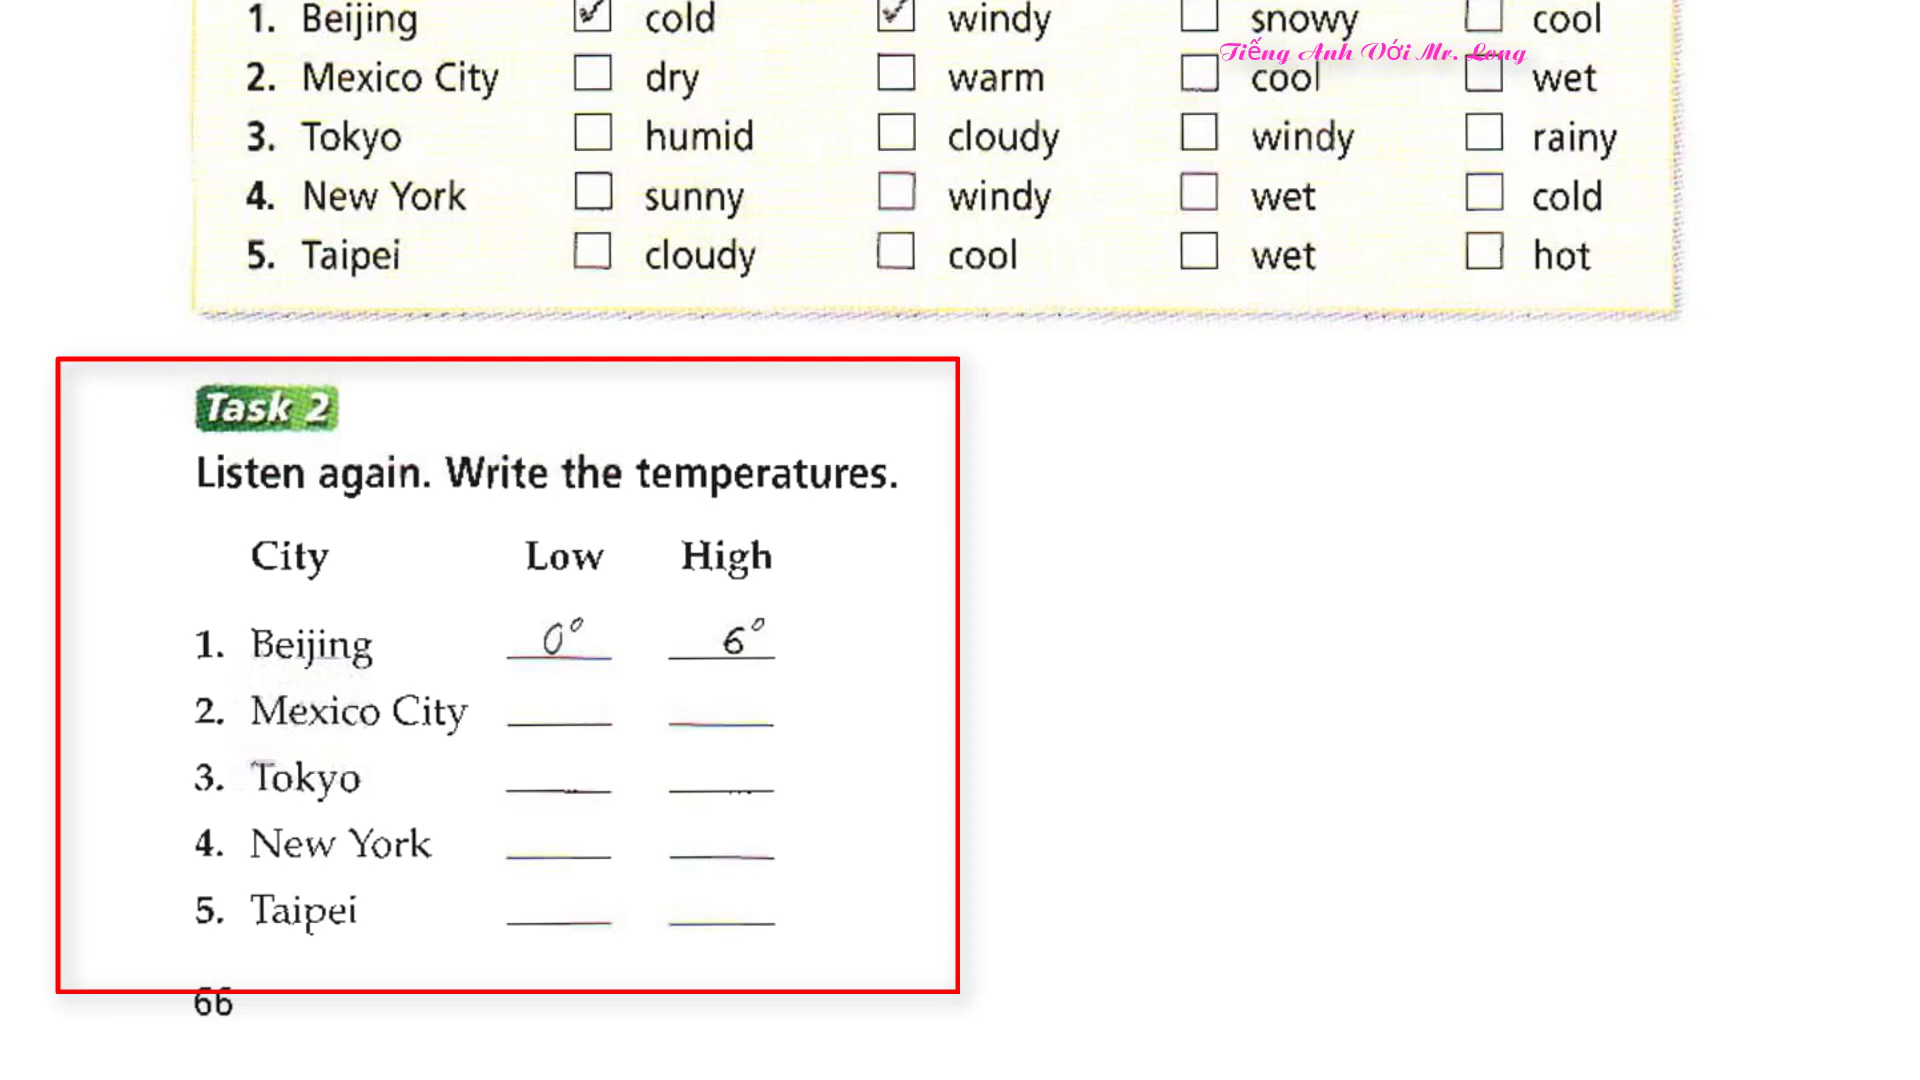 1. Beijing ✓ cold ✓ windy ☐ snowy ☐ cool
Tiếng Anh Với Mr. Long
2. Mexico City ☐ dry ☐ warm ☐ cool ☐ wet
3. Tokyo ☐ humid ☐ cloudy ☐ windy ☐ rainy
4. New York ☐ sunny ☐ windy ☐ wet ☐ cold
5. Taipei ☐ cloudy ☐ cool ☐ wet ☐ hot
Task 2
Listen again. Write the temperatures.
City Low High
1. Beijing 0° 6°
2. Mexico City
3. Tokyo
4. New York
5. Taipei
66